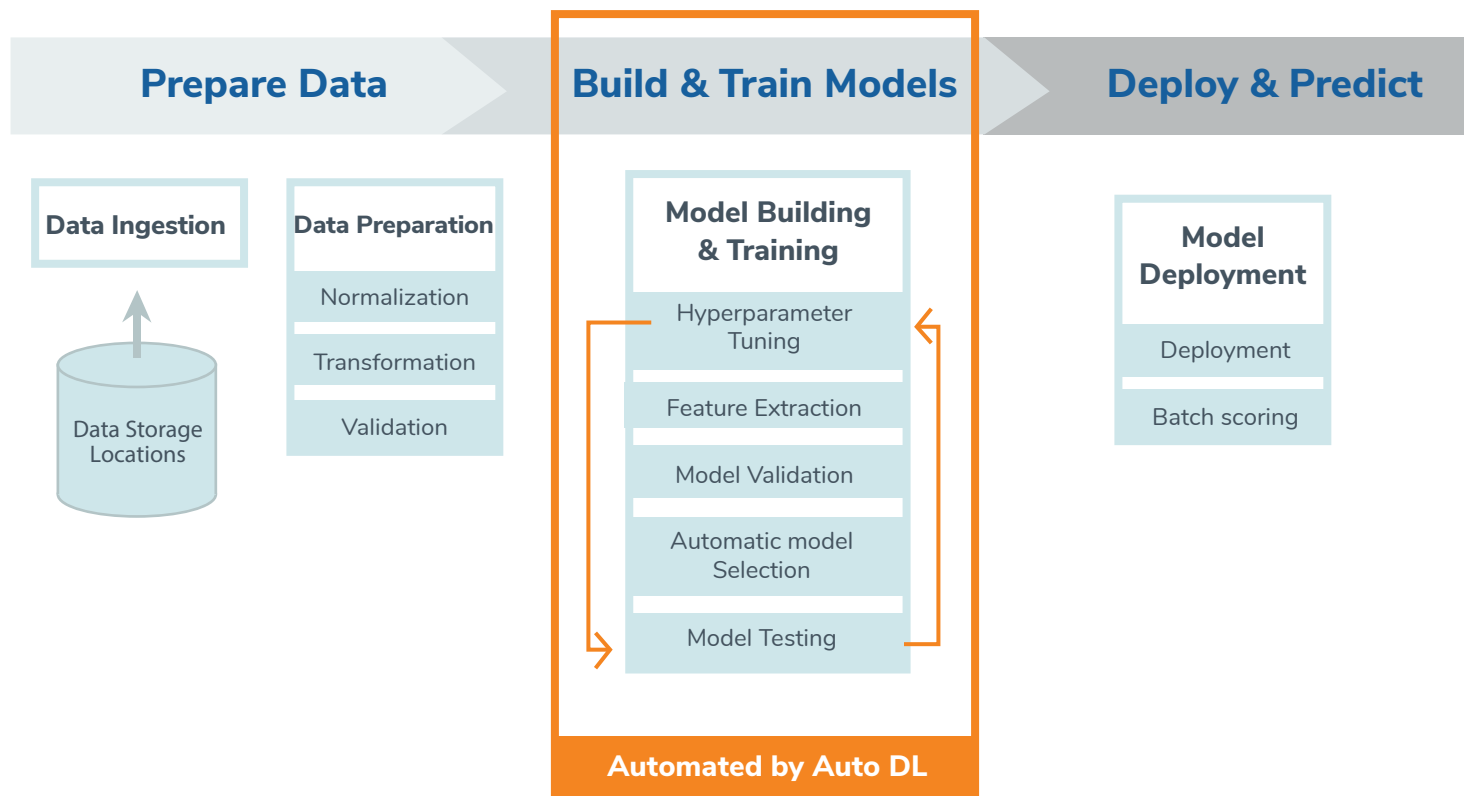 Prepare Data
Build & Train Models
Deploy & Predict
Data Ingestion
Data Storage
Locations
Data Preparation
Normalization
Transformation
Validation
Model Building
& Training
Hyperparameter
Tuning
Feature Extraction
Model Validation
Automatic model
Selection
Model Testing
Automated by Auto DL
Model
Deployment
Deployment
Batch scoring